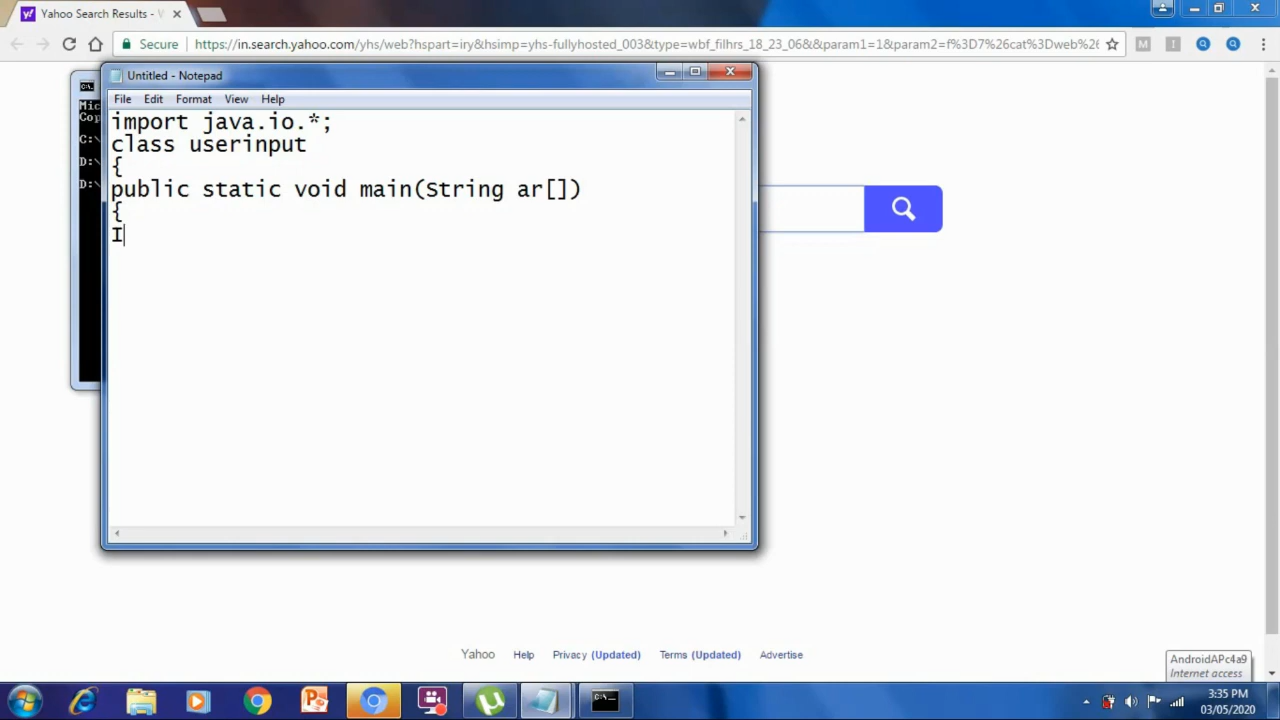 Yahoo Search Results -
Secure
https://in.search.yahoo.com/yhs/web?hspart=iry&hsimp=yhs-fullyhosted_003&type=wbf_filhrs_18_23_06&&param1=1&param2=f%3D7%26cat%3Dweb%26
Untitled - Notepad
File Edit Format View Help
import java.io.*;
class userinput
{
public static void main(String ar[])
{
I
Mic
Cop
C:\
D:\
D:\
Yahoo Help Privacy (Updated) Terms (Updated) Advertise
AndroidAPc4a9
Internet access
3:35 PM
03/05/2020